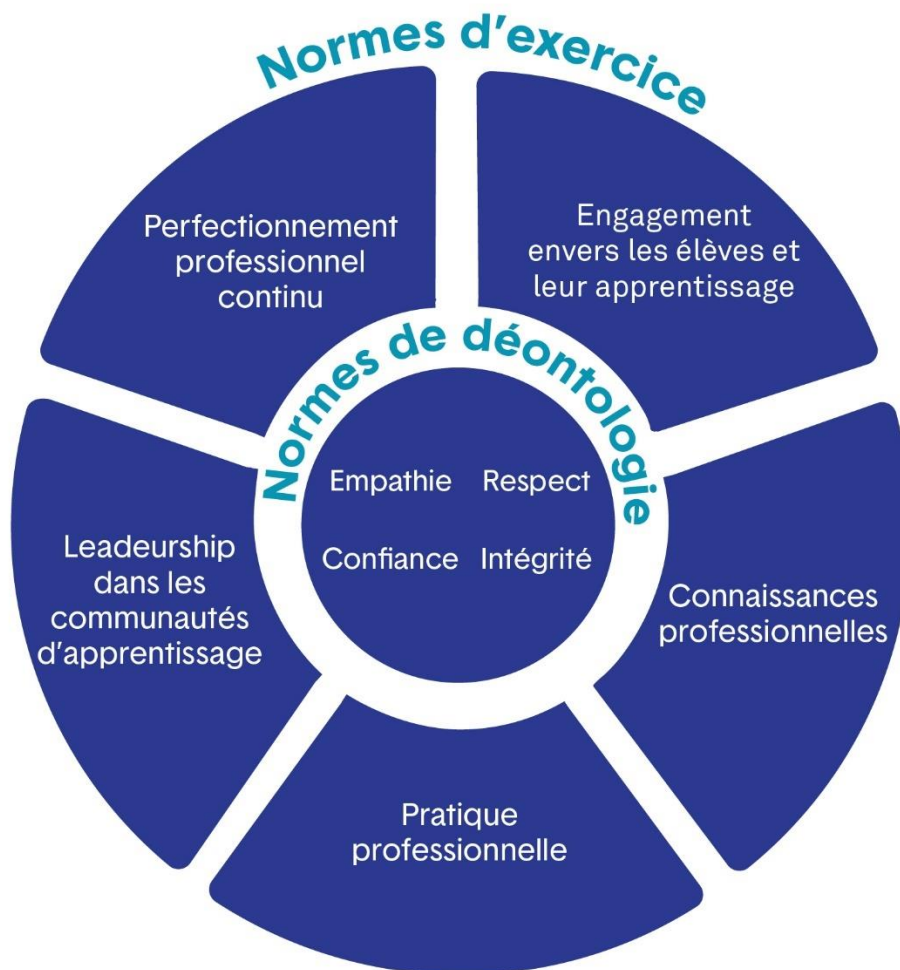 Normes d’exercice
Perfectionnement
professionnel
continu
Engagement
envers les élèves et
leur apprentissage
Normes de déontologie
Empathie Respect
Confiance Intégrité
Leadeurship
dans les
communautés
d’apprentissage
Connaissances
professionnelles
Pratique
professionnelle